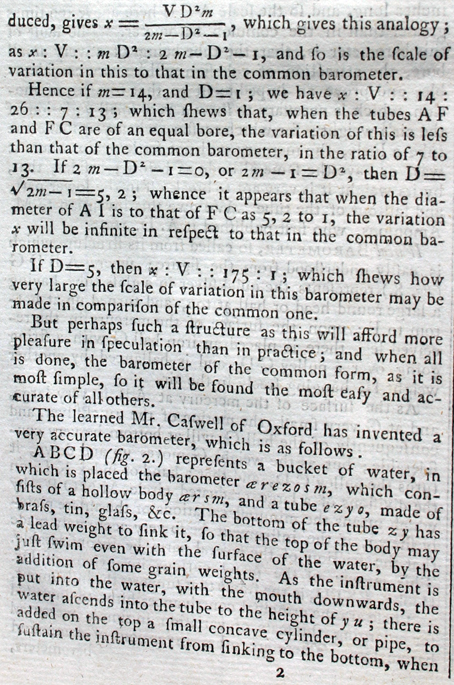 duced, gives x = VD²m / 2m—D²—1, which gives this analogy;
as x : V : : m D² : 2 m—D²—1, and ſo is the ſcale of
variation in this to that in the common barometer.
Hence if m=14, and D=1; we have x : V : : 14 :
26 : : 7 : 13; which ſhews that, when the tubes A F
and F C are of an equal bore, the variation of this is leſs
than that of the common barometer, in the ratio of 7 to
13. If 2 m—D²—1=0, or 2m—1=D², then D=
√2m—1=5, 2; whence it appears that when the dia-
meter of A I is to that of F C as 5, 2 to 1, the variation
x will be infinite in reſpect to that in the common ba-
rometer.
If D=5, then x : V : : 175 : 1; which ſhews how
very large the ſcale of variation in this barometer may be
made in compariſon of the common one.
But perhaps ſuch a ſtructure as this will afford more
pleaſure in ſpeculation than in practice; and when all
is done, the barometer of the common form, as it is
moſt ſimple, ſo it will be found the moſt eaſy and ac-
curate of all others.
The learned Mr. Caſwell of Oxford has invented a
very accurate barometer, which is as follows.
ABCD (fig. 2.) repreſents a bucket of water, in
which is placed the barometer ærezosm, which con-
ſiſts of a hollow body ærsm, and a tube ezyo, made of
braſs, tin, glaſs, &c. The bottom of the tube zy has
a lead weight to ſink it, ſo that the top of the body may
juſt ſwim even with the ſurface of the water, by the
addition of ſome grain weights. As the inſtrument is
put into the water, with the mouth downwards, the
water aſcends into the tube to the height of yu; there is
added on the top a ſmall concave cylinder, or pipe, to
ſuſtain the inſtrument from ſinking to the bottom, when
2